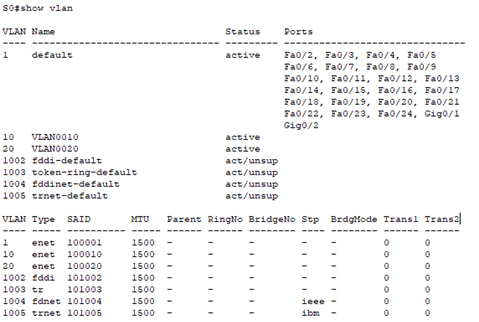 S0#show vlan
VLAN Name                             Status    Ports
---- -------------------------------- --------- -------------------------------
1    default                          active    Fa0/2, Fa0/3, Fa0/4, Fa0/5
                                                Fa0/6, Fa0/7, Fa0/8, Fa0/9
                                                Fa0/10, Fa0/11, Fa0/12, Fa0/13
                                                Fa0/14, Fa0/15, Fa0/16, Fa0/17
                                                Fa0/18, Fa0/19, Fa0/20, Fa0/21
                                                Fa0/22, Fa0/23, Fa0/24, Gig0/1
                                                Gig0/2
10   VLAN0010                         active
20   VLAN0020                         active
1002 fddi-default                     act/unsup
1003 token-ring-default               act/unsup
1004 fddinet-default                  act/unsup
1005 trnet-default                    act/unsup
VLAN Type  SAID       MTU   Parent RingNo BridgeNo Stp  BrdgMode Trans1 Trans2
---- ----- ---------- ----- ------ ------ -------- ---- -------- ------ ------
1    enet  100001     1500  -      -      -        -    -        0      0
10   enet  100010     1500  -      -      -        -    -        0      0
20   enet  100020     1500  -      -      -        -    -        0      0
1002 fddi  101002     1500  -      -      -        -    -        0      0
1003 tr    101003     1500  -      -      -        -    -        0      0
1004 fdnet 101004     1500  -      -      -        ieee -        0      0
1005 trnet 101005     1500  -      -      -        ibm  -        0      0